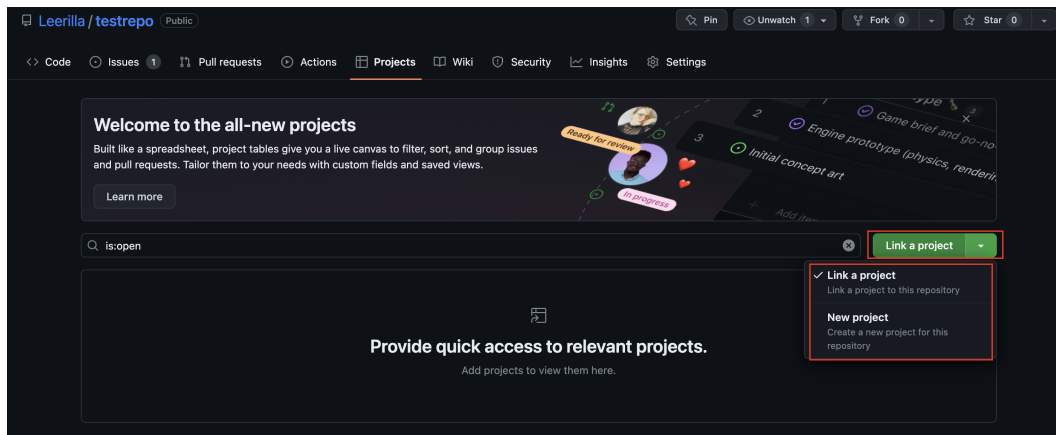 Leerilla / testrepo Public
Pin
Unwatch 1
Fork 0
Star 0
Code
Issues 1
Pull requests
Actions
Projects
Wiki
Security
Insights
Settings
Welcome to the all-new projects
Built like a spreadsheet, project tables give you a live canvas to filter, sort, and group issues
and pull requests. Tailor them to your needs with custom fields and saved views.
Learn more
Ready for review
In progress
3
1
2
Game brief and go-no-
Engine prototype (physics, renderin
3
Initial concept art
Add ite
is:open
Link a project
Link a project
Link a project to this repository
New project
Create a new project for this
repository
Provide quick access to relevant projects.
Add projects to view them here.